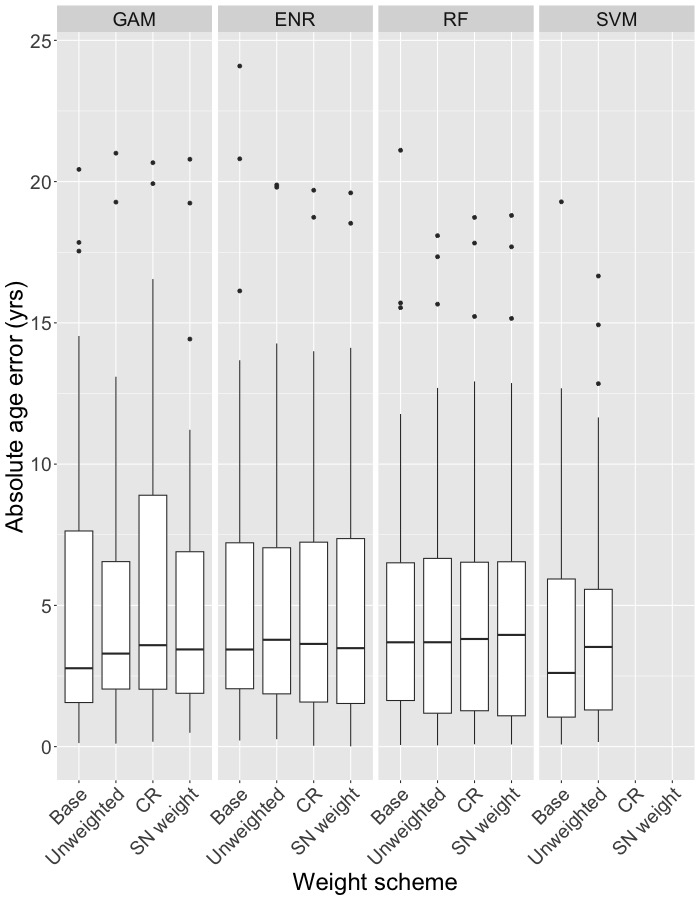 GAM ENR RF SVM
Absolute age error (yrs)
25
20
15
10
5
0
Base Unweighted CR SN weight Base Unweighted CR SN weight Base Unweighted CR SN weight Base Unweighted CR SN weight
Weight scheme